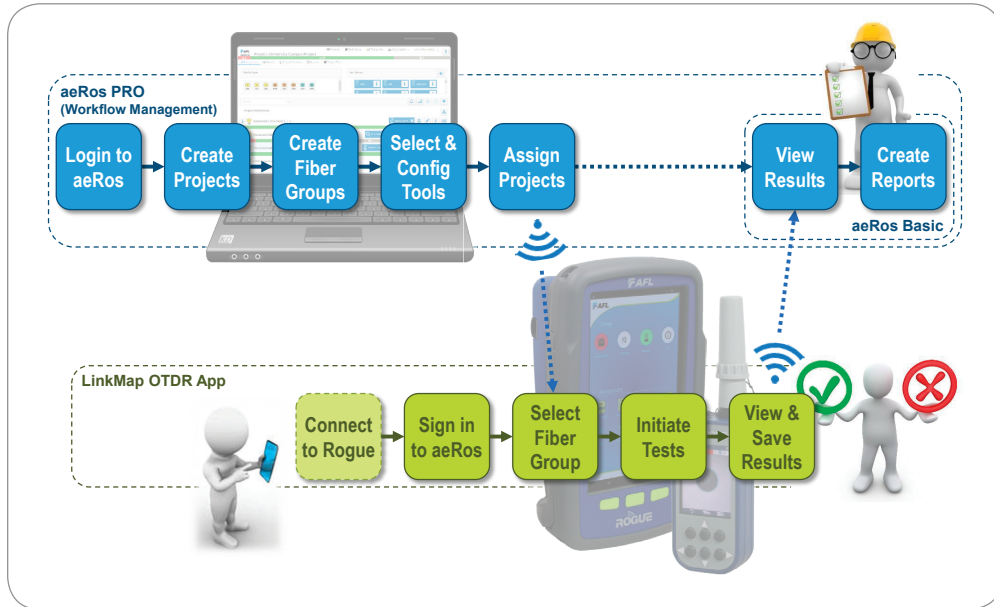 aeRos PRO
(Workflow Management)
Login to
aeRos
Create
Projects
Create
Fiber
Groups
Select &
Config
Tools
Assign
Projects
View
Results
Create
Reports
aeRos Basic
AFL
AFL
LinkMap OTDR App
Connect
to Rogue
Sign in
to aeRos
Select
Fiber
Group
Initiate
Tests
View &
Save
Results
ROGUE